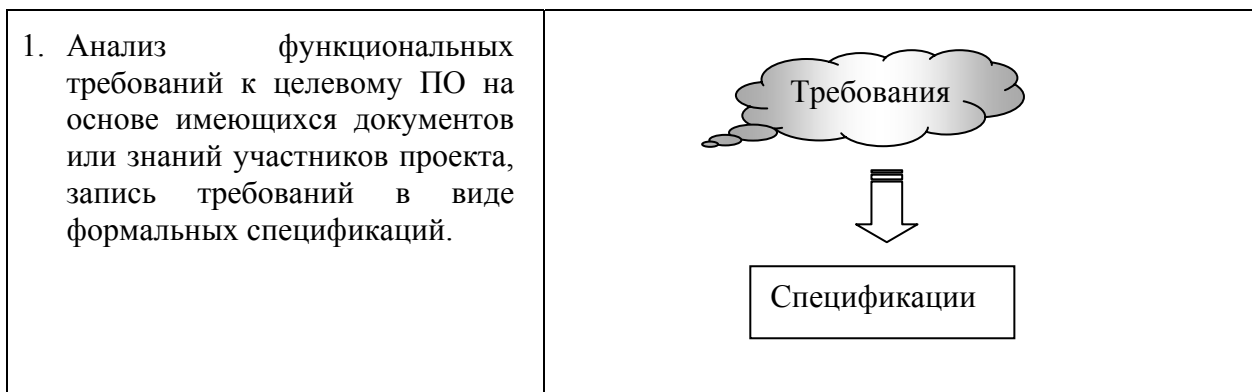 1. Анализ функциональных
требований к целевому ПО на
основе имеющихся документов
или знаний участников проекта,
запись требований в виде
формальных спецификаций.
Требования
Спецификации